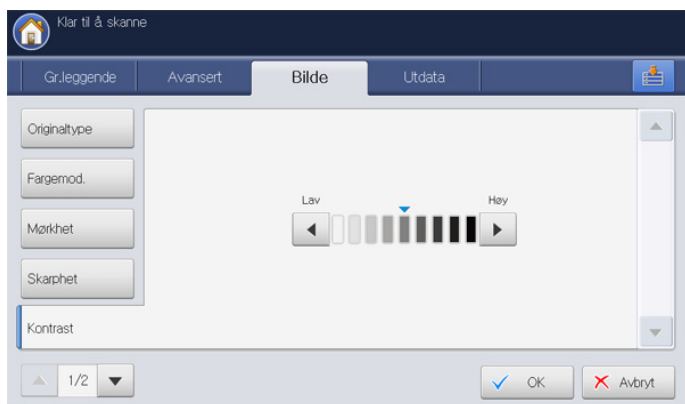 Klar til å skanne
Gr.leggende
Avansert
Bilde
Utdata
Originaltype
Fargemod.
Mørkhet
Skarphet
Kontrast
Lav
Høy
1/2
OK
Avbryt